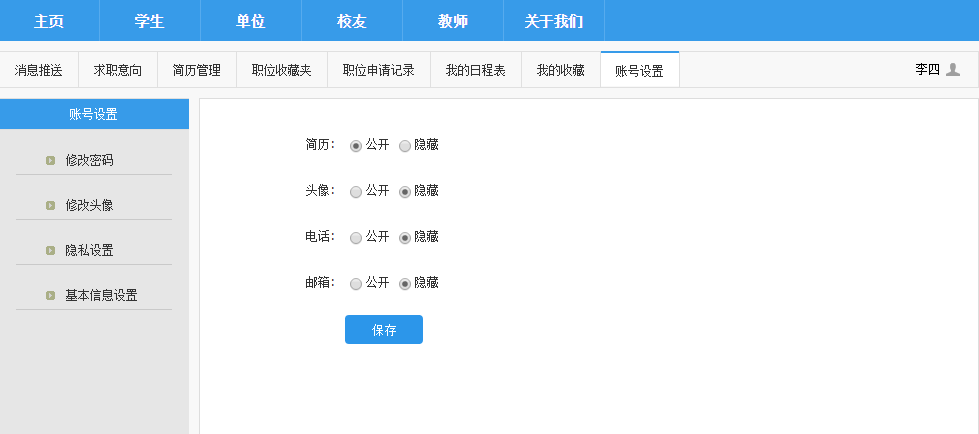 主页 学生 单位 校友 教师 关于我们
消息推送 求职意向 简历管理 职位收藏夹 职位申请记录 我的日程表 我的收藏 账号设置 李四
账号设置
修改密码
修改头像
隐私设置
基本信息设置
简历： 公开 隐藏
头像： 公开 隐藏
电话： 公开 隐藏
邮箱： 公开 隐藏
保存